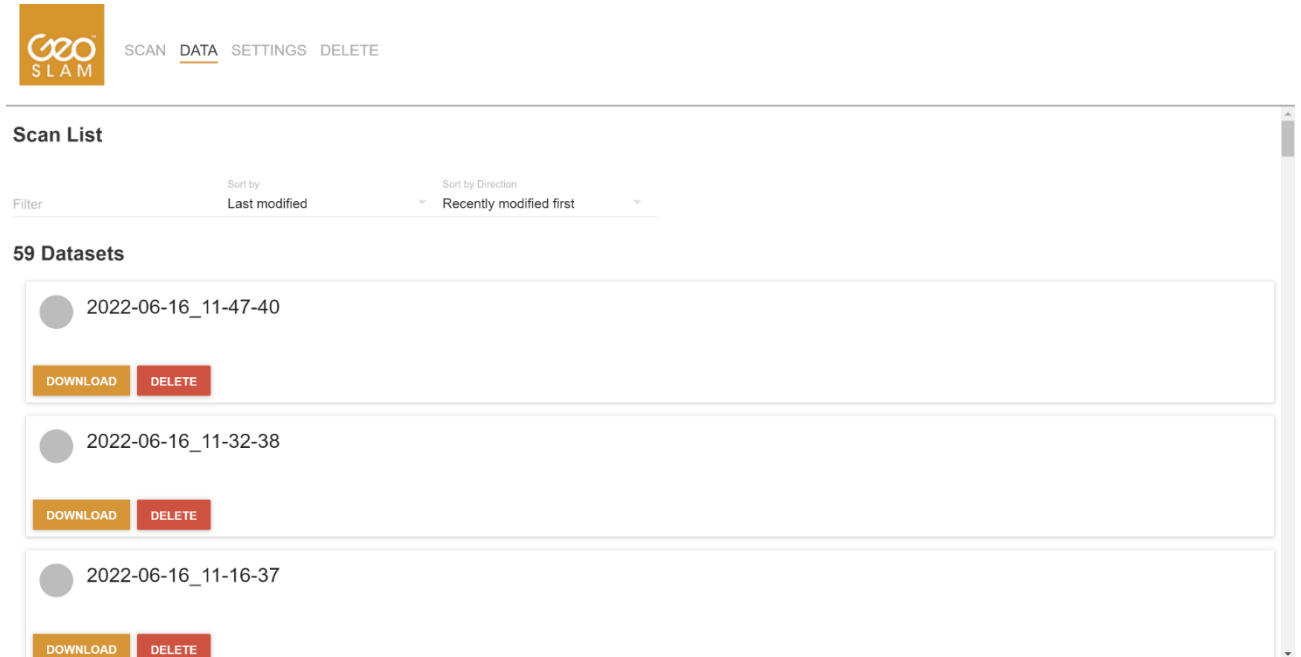 GEO™
SLAM
SCAN DATA SETTINGS DELETE
Scan List
Filter
Sort by
Last modified
Sort by Direction
Recently modified first
59 Datasets
2022-06-16_11-47-40
DOWNLOAD DELETE
2022-06-16_11-32-38
DOWNLOAD DELETE
2022-06-16_11-16-37
DOWNLOAD DELETE